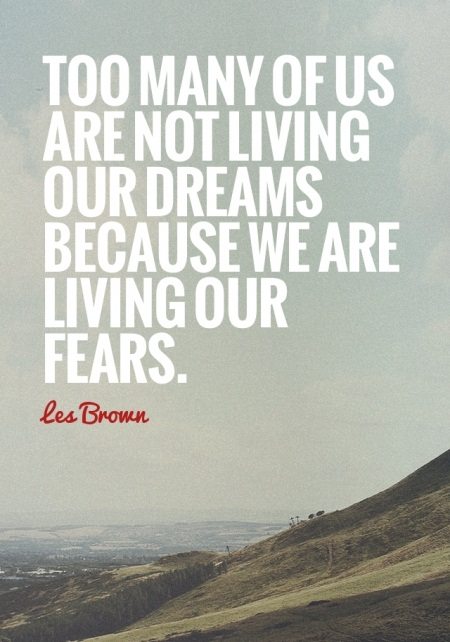 TOO MANY OF US
ARE NOT LIVING
OUR DREAMS
BECAUSE WE ARE
LIVING OUR
FEARS.
Les Brown